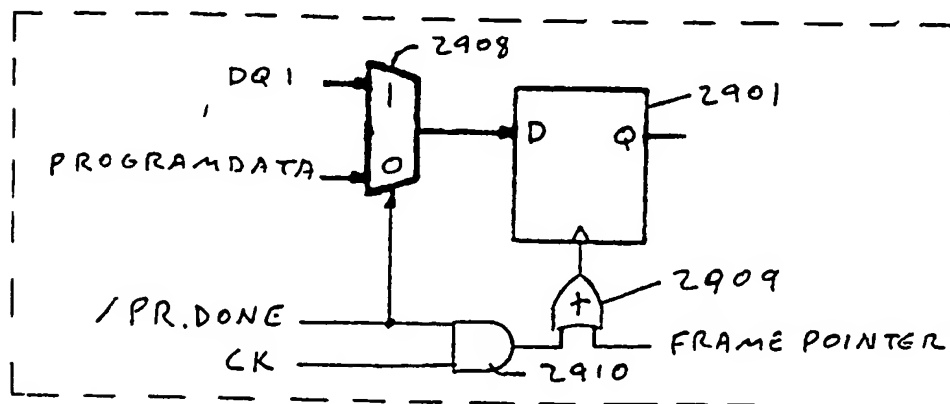 2908
DQ1
1
2901
D
Q
PROGRAMDATA
0
2909
+
/PR.DONE
FRAME POINTER
CK
2910